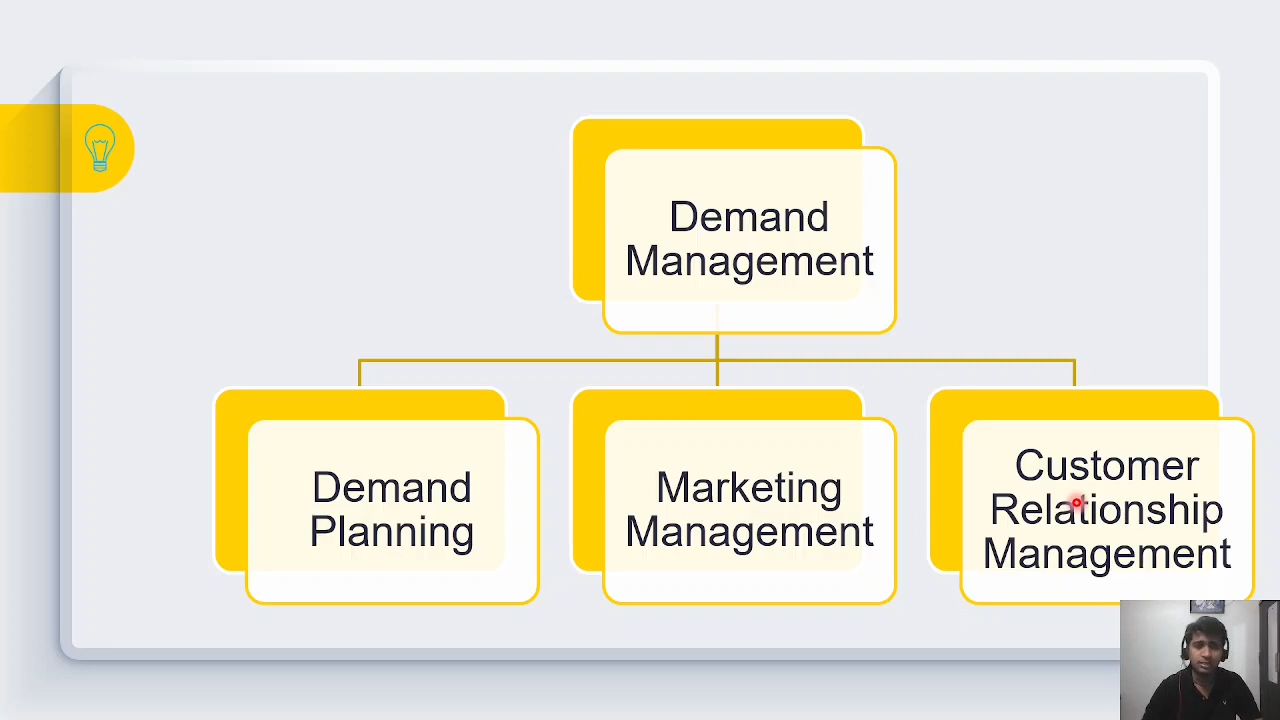 Demand
Management
Demand
Planning
Marketing
Management
Customer
Relationship
Management